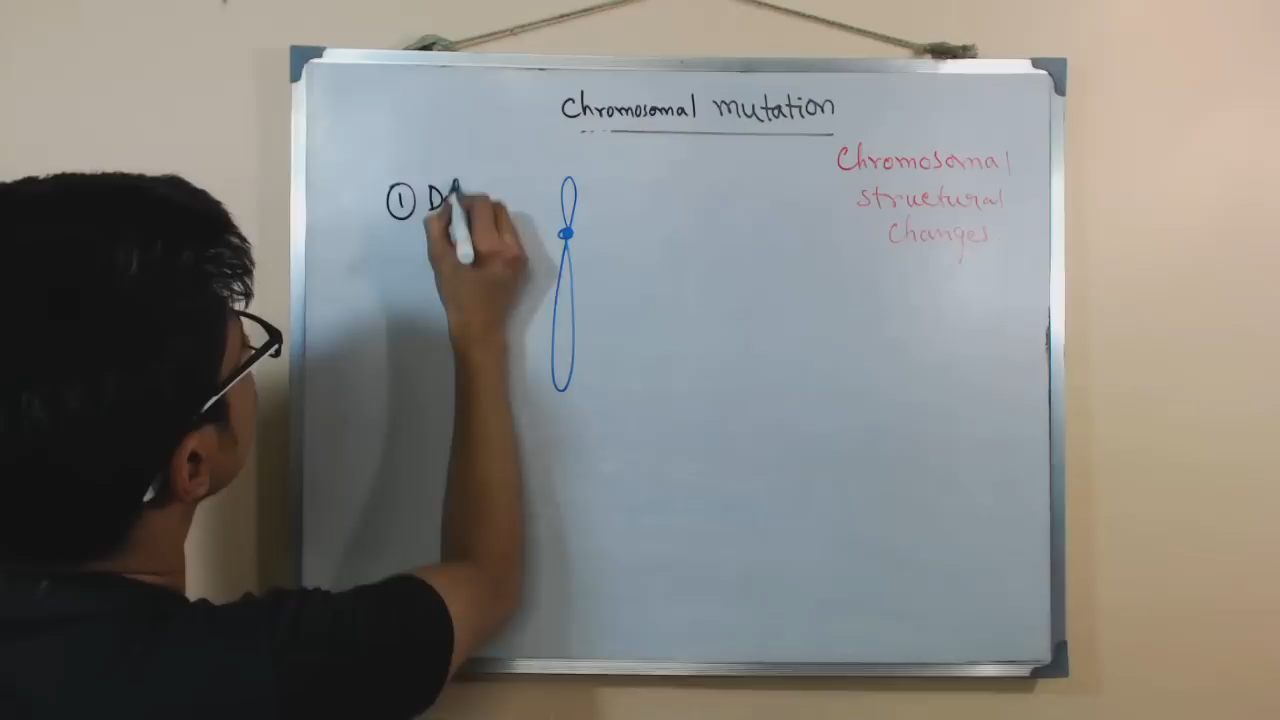 Chromosomal mutation
Chromosomal
structural
changes
① D